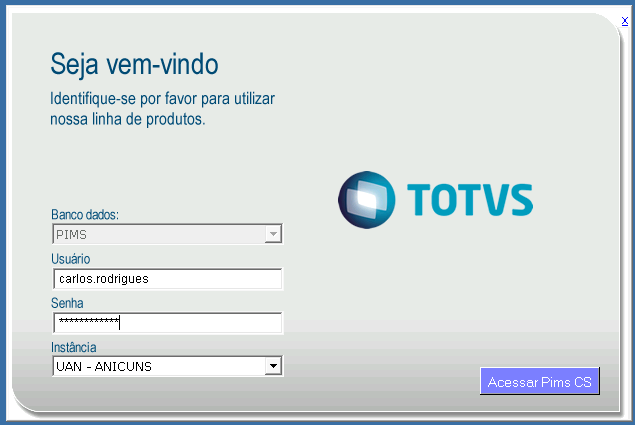 x
Seja vem-vindo
Identifique-se por favor para utilizar
nossa linha de produtos.
TOTVS
Banco dados:
PIMS
Usuário
carlos.rodrigues
Senha
************
Instância
UAN - ANICUNS
Acessar Pims CS